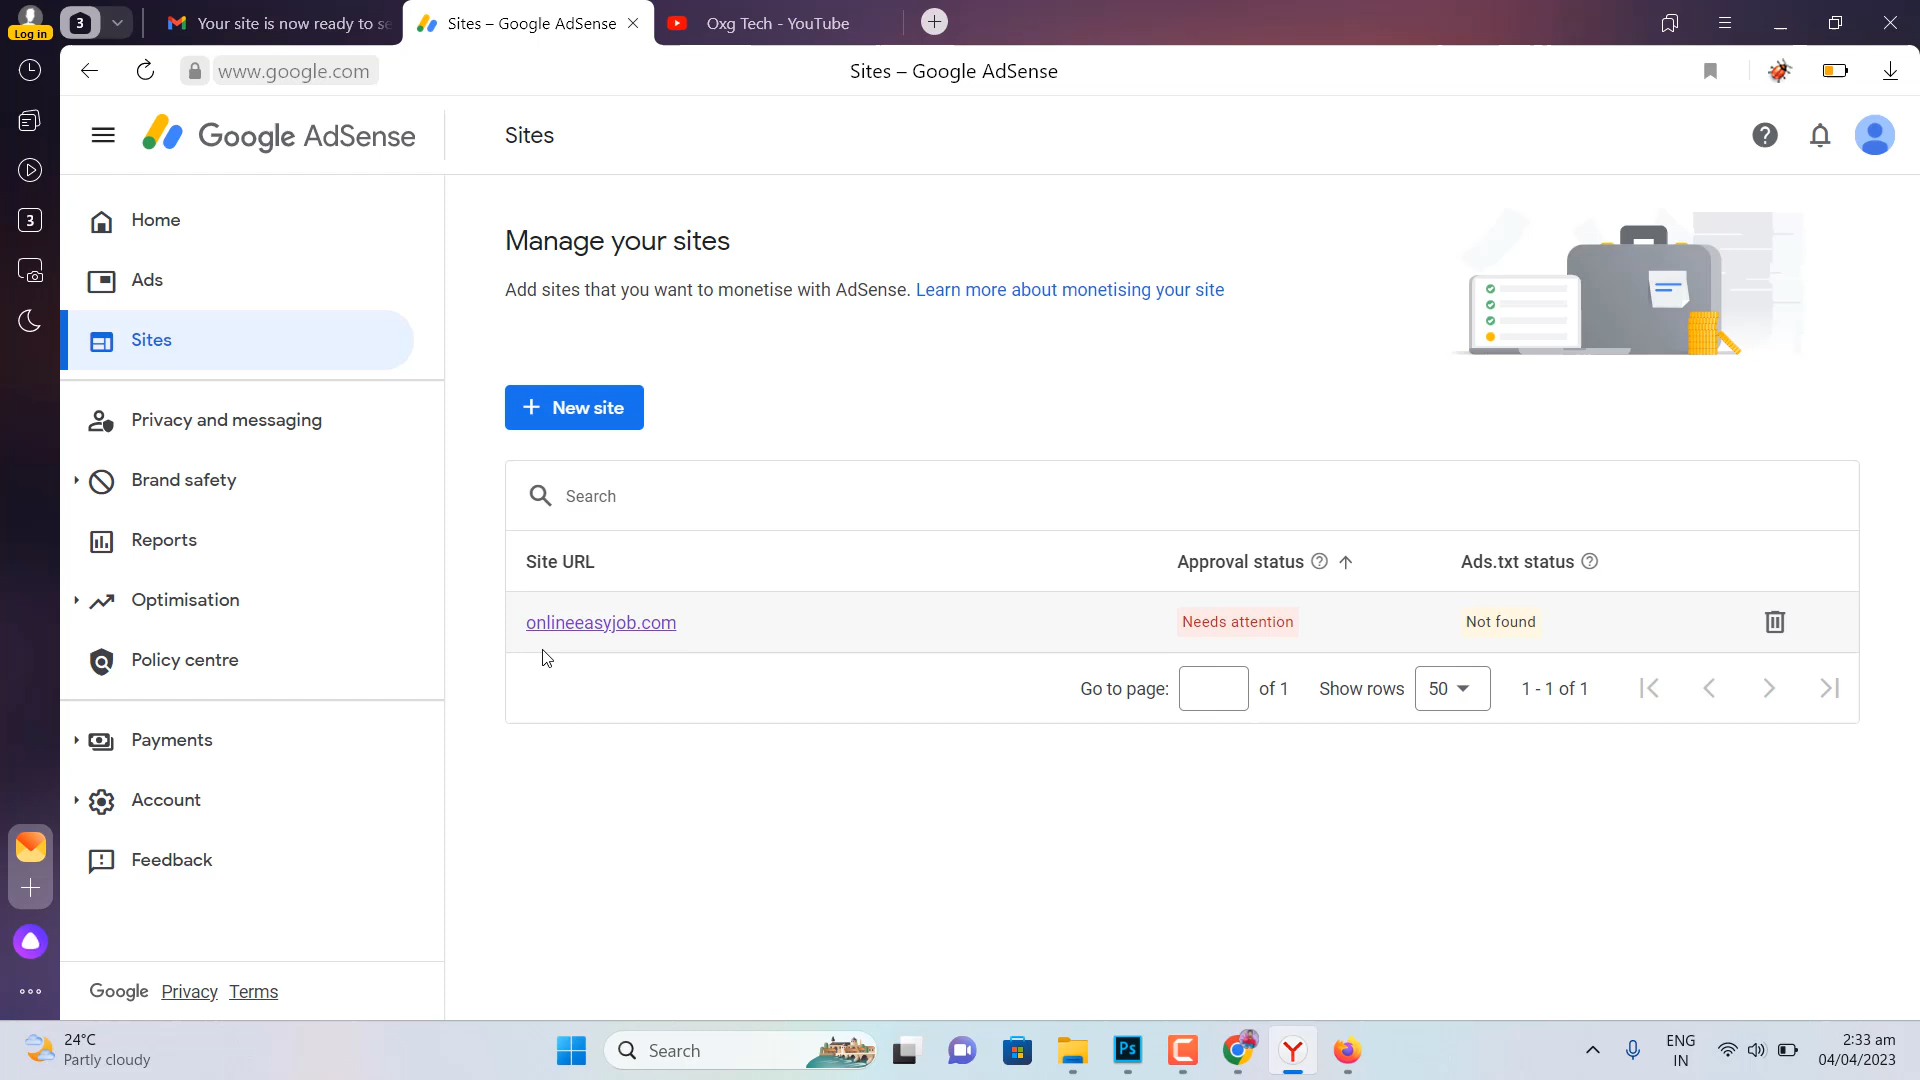 Log in
3
Your site is now ready to se
Sites – Google AdSense
Oxg Tech - YouTube
www.google.com
Sites – Google AdSense
3
Google AdSense
Sites
Home
Ads
Sites
Privacy and messaging
Brand safety
Reports
Optimisation
Policy centre
Payments
Account
Feedback
Google Privacy Terms
Manage your sites
Add sites that you want to monetise with AdSense. Learn more about monetising your site
New site
Search
Site URL
Approval status
Ads.txt status
onlineeasyjob.com
Needs attention
Not found
Go to page:
of 1
Show rows
50
1 - 1 of 1
24°C
Partly cloudy
Search
Ps
ENG
IN
2:33 am
04/04/2023